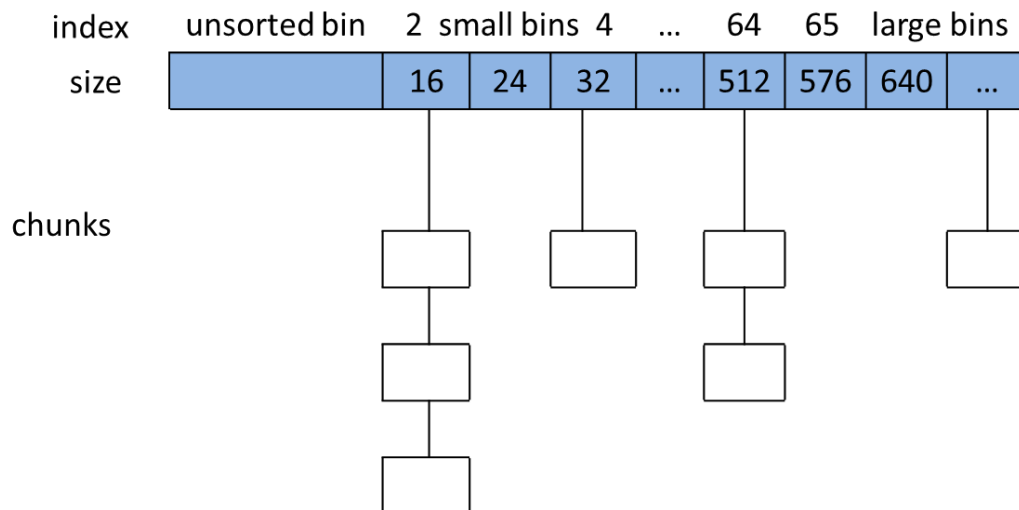 index unsorted bin 2 small bins 4 ... 64 65 large bins
size 16 24 32 ... 512 576 640 ...
chunks